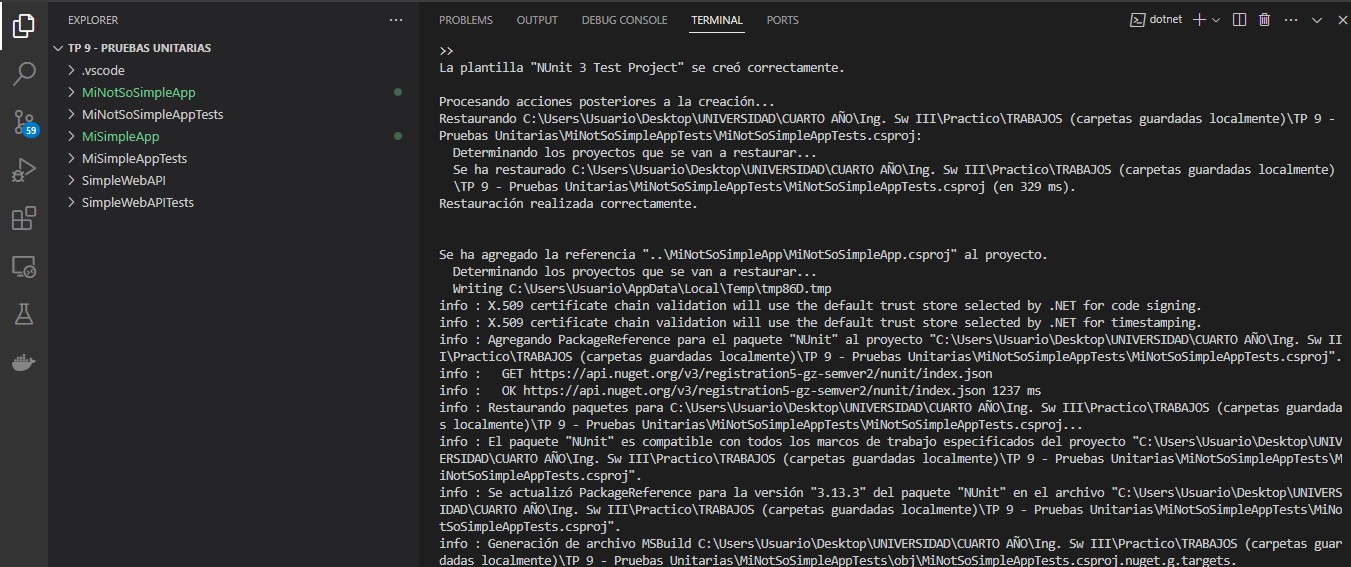 EXPLORER
TP 9 - PRUEBAS UNITARIAS
.vscode
MiNotSoSimpleApp
MiNotSoSimpleAppTests
MiSimpleApp
MiSimpleAppTests
SimpleWebAPI
SimpleWebAPITests
59
PROBLEMS OUTPUT DEBUG CONSOLE TERMINAL PORTS
dotnet
>>
La plantilla "NUnit 3 Test Project" se creó correctamente.
Procesando acciones posteriores a la creación...
Restaurando C:\Users\Usuario\Desktop\UNIVERSIDAD\CUARTO AÑO\Ing. Sw III\Practico\TRABAJOS (carpetas guardadas localmente)\TP 9 -
Pruebas Unitarias\MiNotSoSimpleAppTests\MiNotSoSimpleAppTests.csproj:
Determinando los proyectos que se van a restaurar...
Se ha restaurado C:\Users\Usuario\Desktop\UNIVERSIDAD\CUARTO AÑO\Ing. Sw III\Practico\TRABAJOS (carpetas guardadas localmente)
\TP 9 - Pruebas Unitarias\MiNotSoSimpleAppTests\MiNotSoSimpleAppTests.csproj (en 329 ms).
Restauración realizada correctamente.
Se ha agregado la referencia "..\MiNotSoSimpleApp\MiNotSoSimpleApp.csproj" al proyecto.
Determinando los proyectos que se van a restaurar...
Writing C:\Users\Usuario\AppData\Local\Temp\tmp86D.tmp
info : X.509 certificate chain validation will use the default trust store selected by .NET for code signing.
info : X.509 certificate chain validation will use the default trust store selected by .NET for timestamping.
info : Agregando PackageReference para el paquete "NUnit" al proyecto "C:\Users\Usuario\Desktop\UNIVERSIDAD\CUARTO AÑO\Ing. Sw II
I\Practico\TRABAJOS (carpetas guardadas localmente)\TP 9 - Pruebas Unitarias\MiNotSoSimpleAppTests\MiNotSoSimpleAppTests.csproj".
info :   GET https://api.nuget.org/v3/registration5-gz-semver2/nunit/index.json
info :   OK https://api.nuget.org/v3/registration5-gz-semver2/nunit/index.json 1237 ms
info : Restaurando paquetes para C:\Users\Usuario\Desktop\UNIVERSIDAD\CUARTO AÑO\Ing. Sw III\Practico\TRABAJOS (carpetas guardada
s localmente)\TP 9 - Pruebas Unitarias\MiNotSoSimpleAppTests\MiNotSoSimpleAppTests.csproj...
info : El paquete "NUnit" es compatible con todos los marcos de trabajo especificados del proyecto "C:\Users\Usuario\Desktop\UNIV
ERSIDAD\CUARTO AÑO\Ing. Sw III\Practico\TRABAJOS (carpetas guardadas localmente)\TP 9 - Pruebas Unitarias\MiNotSoSimpleAppTests\M
iNotSoSimpleAppTests.csproj".
info : Se actualizó PackageReference para la versión "3.13.3" del paquete "NUnit" en el archivo "C:\Users\Usuario\Desktop\UNIVERS
IDAD\CUARTO AÑO\Ing. Sw III\Practico\TRABAJOS (carpetas guardadas localmente)\TP 9 - Pruebas Unitarias\MiNotSoSimpleAppTests\MiNo
tSoSimpleAppTests.csproj".
info : Generación de archivo MSBuild C:\Users\Usuario\Desktop\UNIVERSIDAD\CUARTO AÑO\Ing. Sw III\Practico\TRABAJOS (carpetas guar
dadas localmente)\TP 9 - Pruebas Unitarias\MiNotSoSimpleAppTests\obj\MiNotSoSimpleAppTests.csproj.nuget.g.targets.